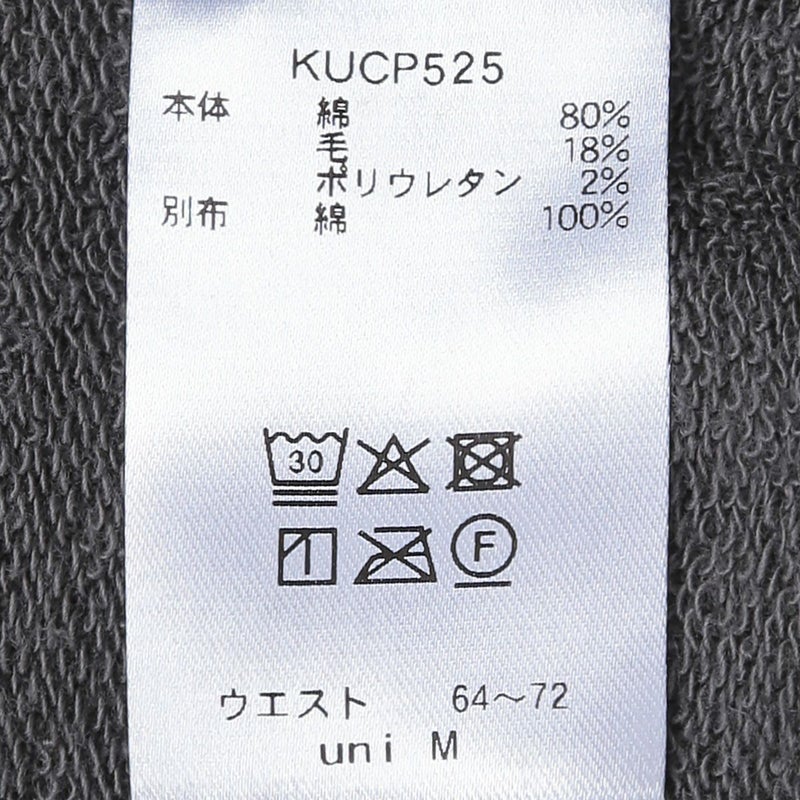 KUCP525
本体 綿 80%
毛 18%
ポリウレタン 2%
別布 綿 100%
30
F
ウエスト 64～72
uni M